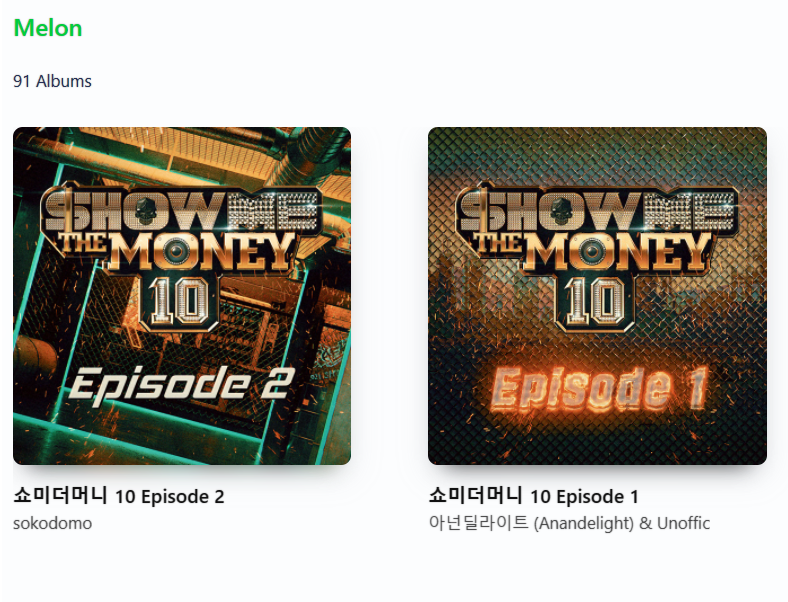 Melon
91 Albums
SHOW ME
THE MONEY
10
Episode 2
SHOW ME
THE MONEY
10
Episode 1
쇼미더머니 10 Episode 2
sokodomo
쇼미더머니 10 Episode 1
아넌딜라이트 (Anandelight) & Unoffic